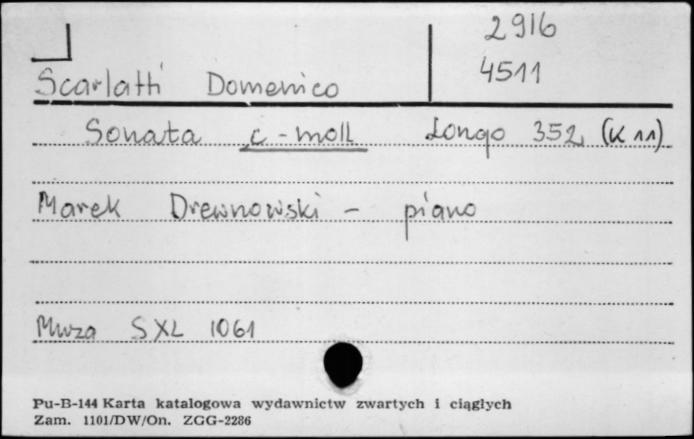 2916
4511
Scarlatti Domenico
Sonata c-moll Longo 352 (K 11)
Marek Drewnowski - piano
Muza SXL 1061
Pu-B-144 Karta katalogowa wydawnictw zwartych i ciągłych
Zam. 1101/DW/On. ZGG-2286